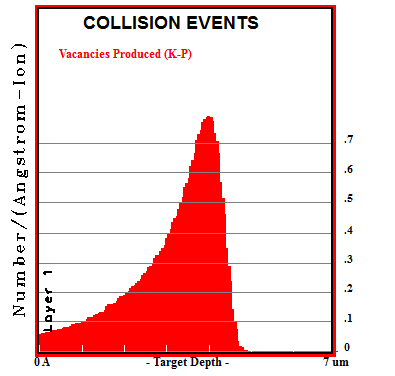 COLLISION EVENTS
Vacancies Produced (K-P)
Number/(Angstrom-Ion)
Layer 1
.7
.6
.5
.4
.3
.2
.1
0
0 A - Target Depth - 7 um